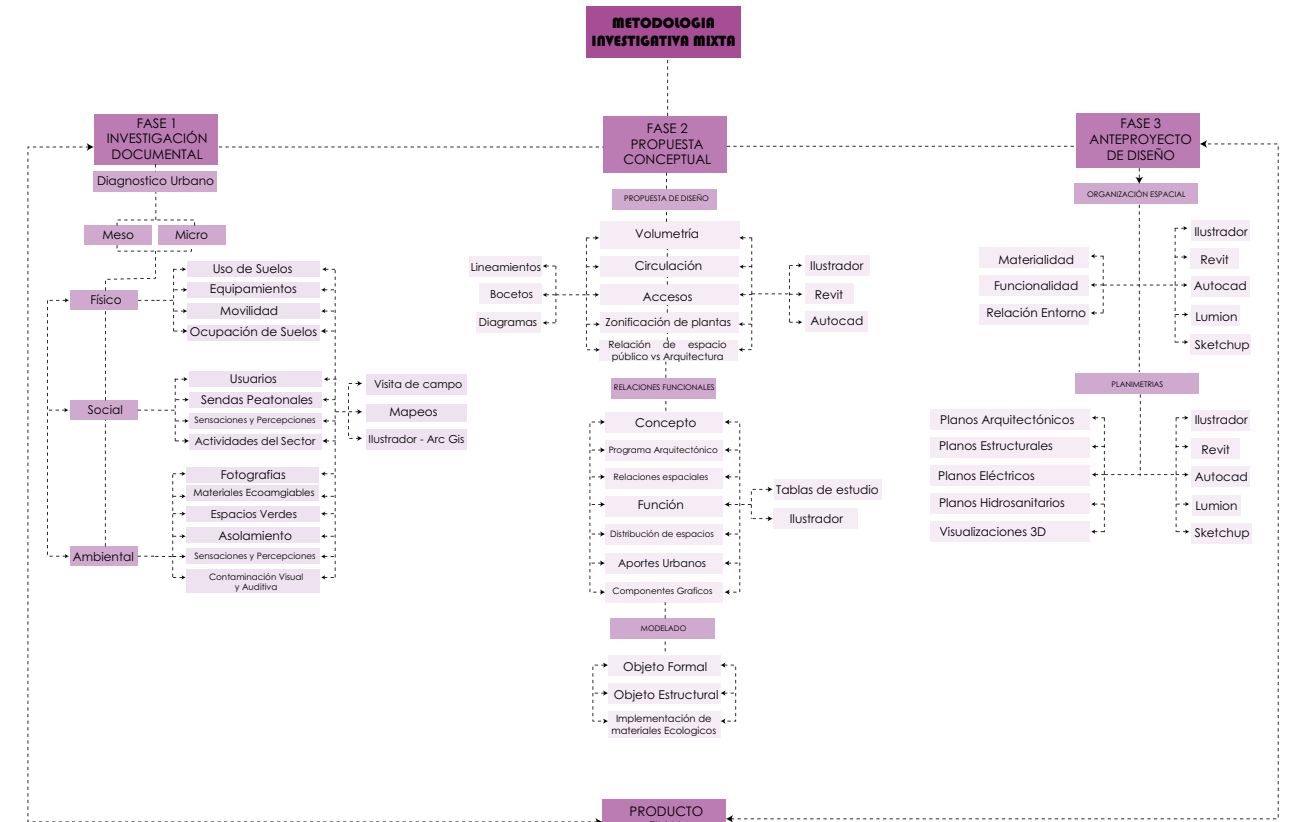 METODOLOGIA
INVESTIGATIVA MIXTA
FASE 1
INVESTIGACIÓN
DOCUMENTAL
Diagnostico Urbano
Meso
Micro
Físico
Uso de Suelos
Equipamientos
Movilidad
Ocupación de Suelos
Social
Usuarios
Sendas Peatonales
Sensaciones y Percepciones
Actividades del Sector
Ambiental
Fotografias
Materiales Ecoamgiables
Espacios Verdes
Asolamiento
Sensaciones y Percepciones
Contaminación Visual
y Auditiva
Visita de campo
Mapeos
Ilustrador - Arc Gis
FASE 2
PROPUESTA
CONCEPTUAL
PROPUESTA DE DISEÑO
Volumetría
Circulación
Accesos
Zonificación de plantas
Relación de espacio
público vs Arquitectura
Lineamientos
Bocetos
Diagramas
Ilustrador
Revit
Autocad
RELACIONES FUNCIONALES
Concepto
Programa Arquitectónico
Relaciones espaciales
Función
Distribución de espacios
Aportes Urbanos
Componentes Graficos
Tablas de estudio
Ilustrador
MODELADO
Objeto Formal
Objeto Estructural
Implementación de
materiales Ecologicos
FASE 3
ANTEPROYECTO
DE DISEÑO
ORGANIZACIÓN ESPACIAL
Materialidad
Funcionalidad
Relación Entorno
Ilustrador
Revit
Autocad
Lumion
Sketchup
PLANIMETRIAS
Planos Arquitectónicos
Planos Estructurales
Planos Eléctricos
Planos Hidrosanitarios
Visualizaciones 3D
Ilustrador
Revit
Autocad
Lumion
Sketchup
PRODUCTO